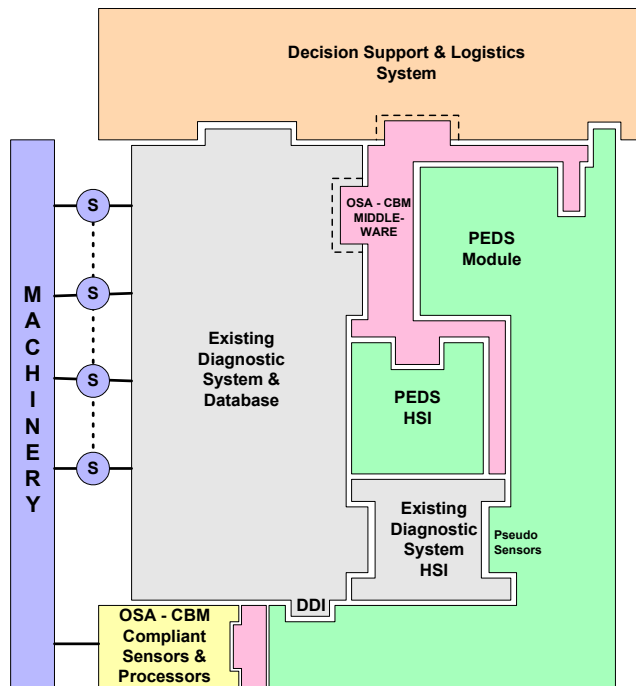 Decision Support & Logistics
System
S
S
S
S
MACHINERY
OSA - CBM
MIDDLE-
WARE
PEDS
Module
Existing
Diagnostic
System &
Database
PEDS
HSI
Existing
Diagnostic
System
HSI
Pseudo
Sensors
DDI
OSA - CBM
Compliant
Sensors &
Processors